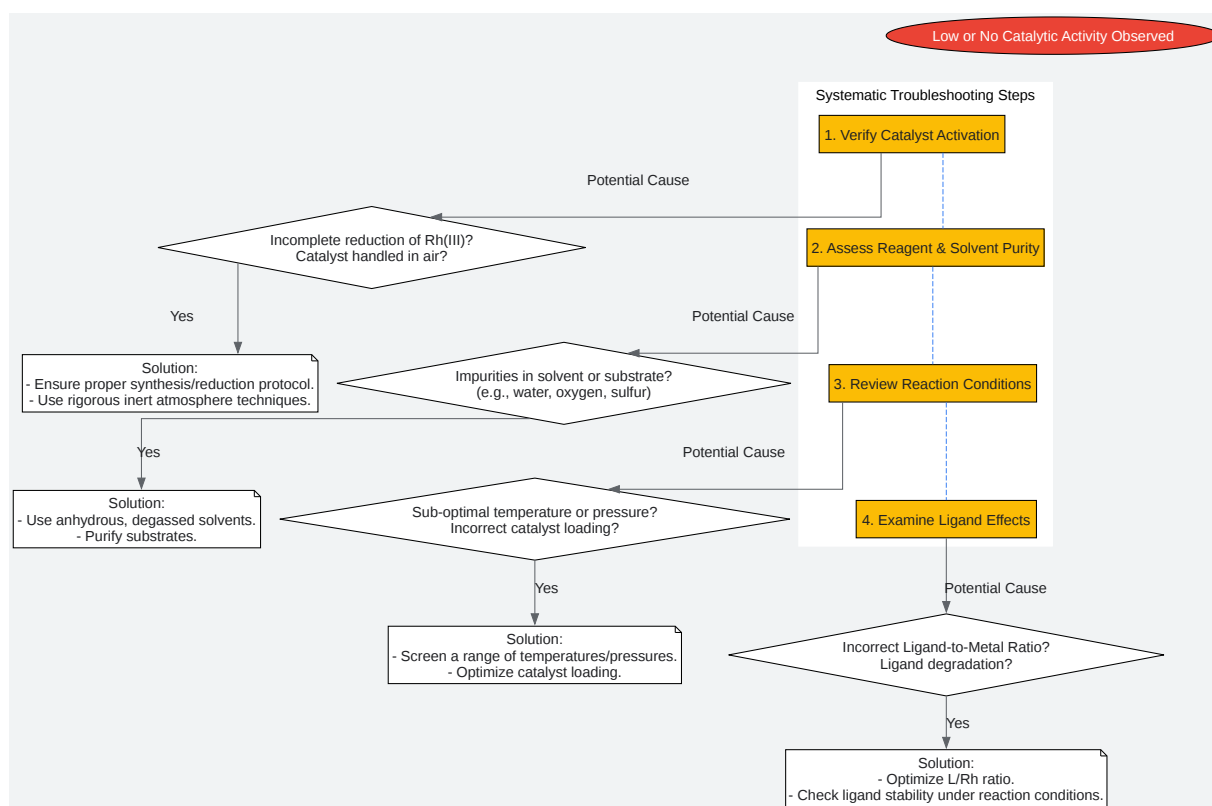 Low or No Catalytic Activity Observed
Systematic Troubleshooting Steps
1. Verify Catalyst Activation
Potential Cause
Incomplete reduction of Rh(III)?
Catalyst handled in air?
2. Assess Reagent & Solvent Purity
Yes
Potential Cause
Solution:
- Ensure proper synthesis/reduction protocol.
- Use rigorous inert atmosphere techniques.
Impurities in solvent or substrate?
(e.g., water, oxygen, sulfur)
3. Review Reaction Conditions
Yes
Potential Cause
Solution:
- Use anhydrous, degassed solvents.
- Purify substrates.
Sub-optimal temperature or pressure?
Incorrect catalyst loading?
4. Examine Ligand Effects
Yes
Potential Cause
Solution:
- Screen a range of temperatures/pressures.
- Optimize catalyst loading.
Incorrect Ligand-to-Metal Ratio?
Ligand degradation?
Yes
Solution:
- Optimize L/Rh ratio.
- Check ligand stability under reaction conditions.